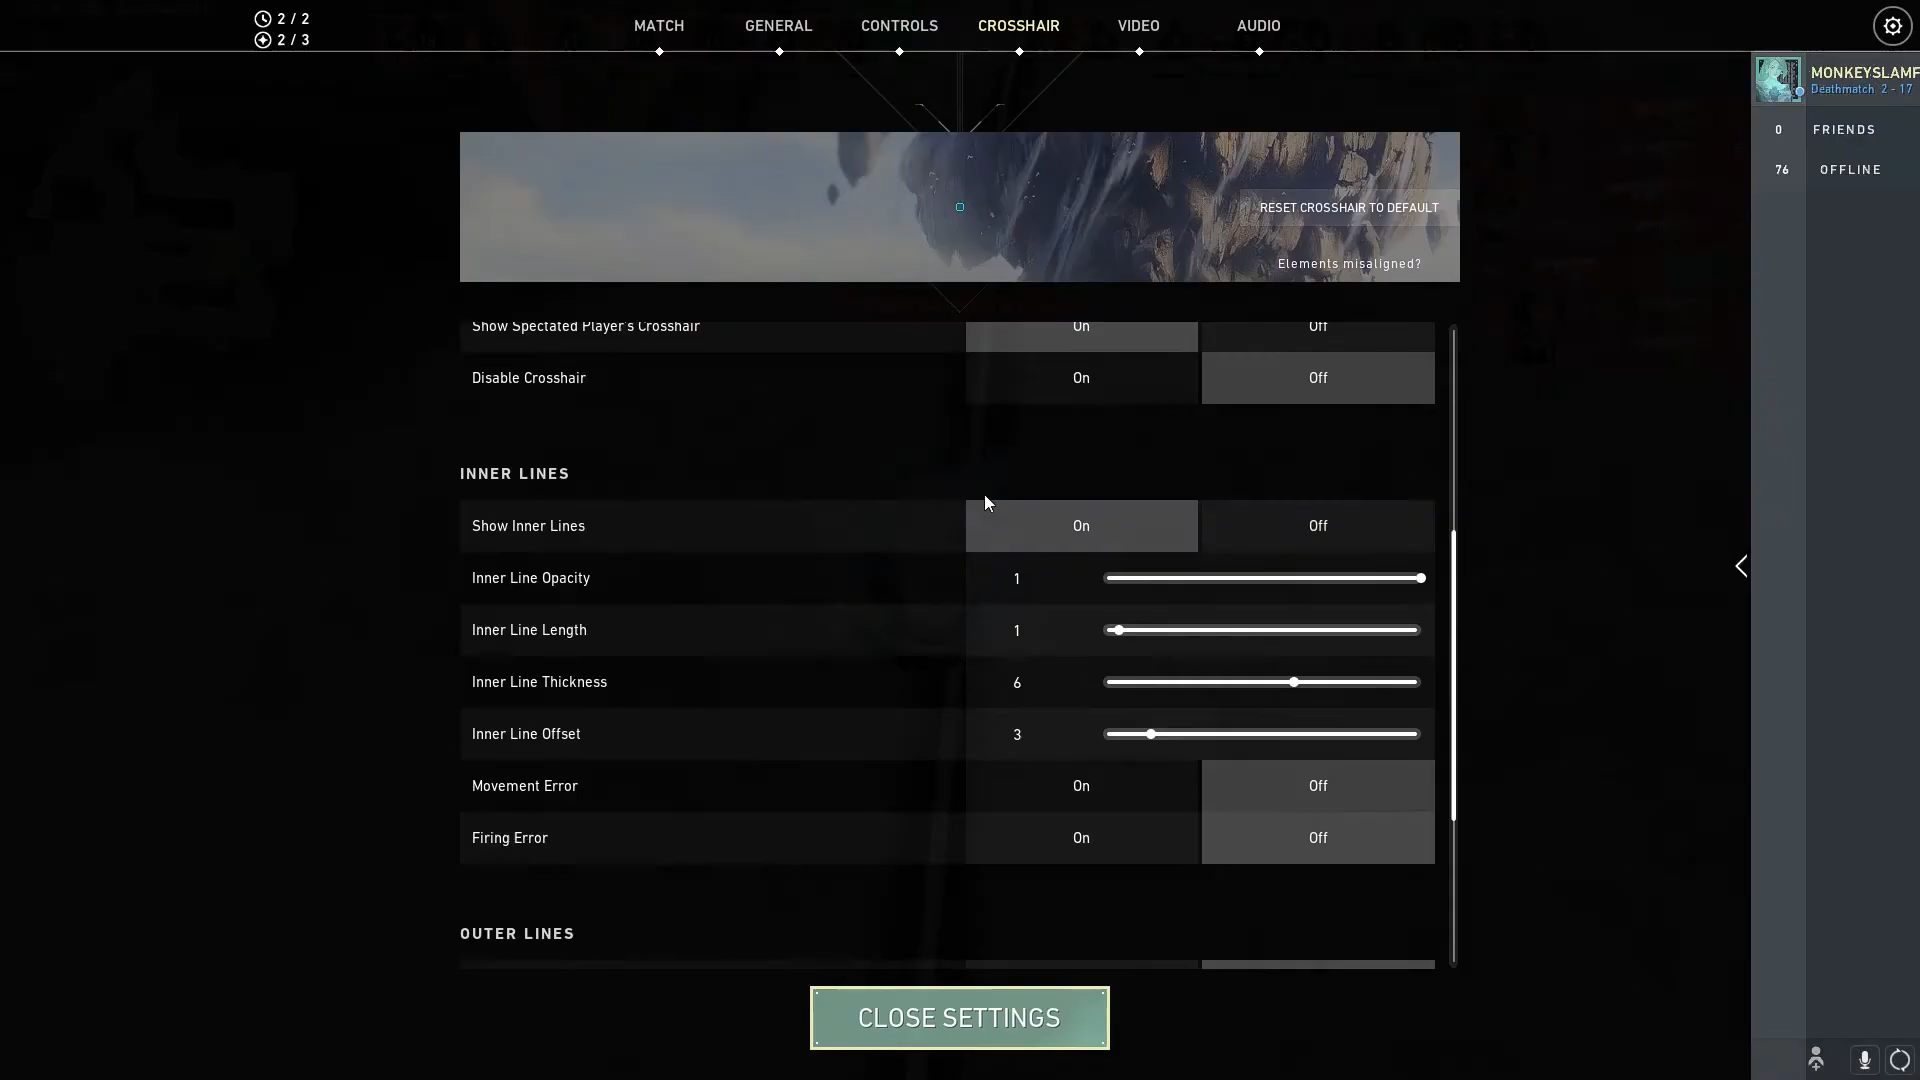 2 / 2
2 / 3
MATCH GENERAL CONTROLS CROSSHAIR VIDEO AUDIO
MONKEYSLAMF
Deathmatch 2 - 17
0 FRIENDS
76 OFFLINE
RESET CROSSHAIR TO DEFAULT
Elements misaligned?
Show Spectated Player's Crosshair On Off
Disable Crosshair On Off
INNER LINES
Show Inner Lines On Off
Inner Line Opacity 1
Inner Line Length 1
Inner Line Thickness 6
Inner Line Offset 3
Movement Error On Off
Firing Error On Off
OUTER LINES
CLOSE SETTINGS